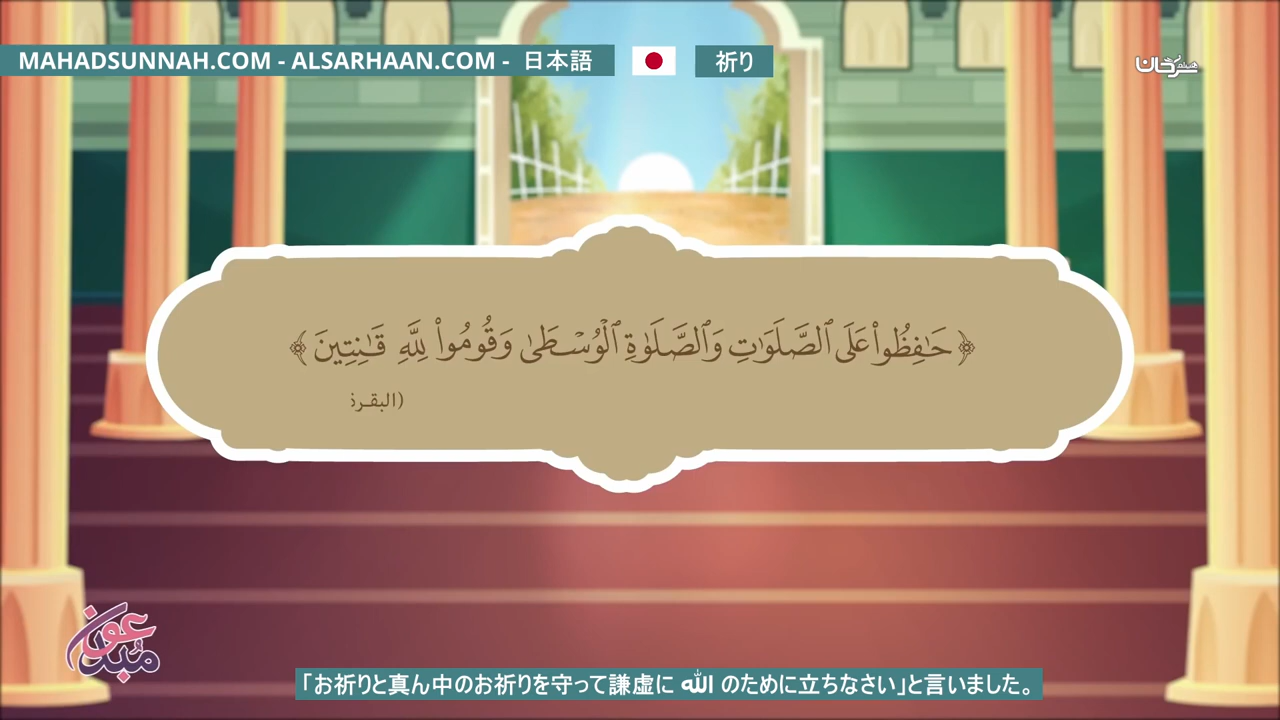 MAHADSUNNAH.COM - ALSARHAAN.COM - 日本語 祈り
سرحان
﴿حَٰفِظُوا۟ عَلَى ٱلصَّلَوَٰتِ وَٱلصَّلَوٰةِ ٱلْوُسْطَىٰ وَقُومُوا۟ لِلَّهِ قَٰنِتِينَ﴾
(البقرة
مبدعون
「お祈りと真ん中のお祈りを守って謙虚に ﷲ のために立ちなさい」と言いました。